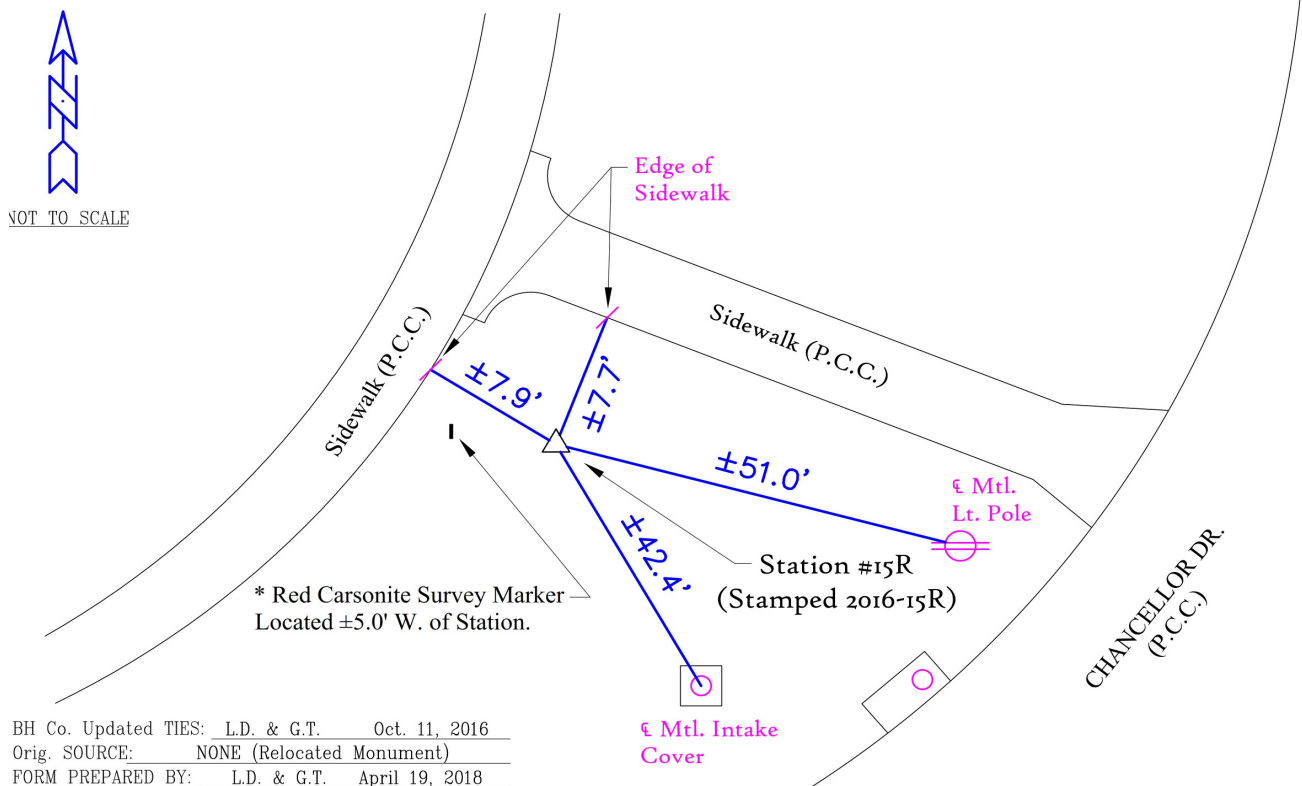 N
NOT TO SCALE
Edge of
Sidewalk
Sidewalk (P.C.C.)
Sidewalk (P.C.C.)
±7.9'
±7.7'
±51.0'
±42.4'
℄ Mtl.
Lt. Pole
Station #15R
(Stamped 2016-15R)
* Red Carsonite Survey Marker
Located ±5.0' W. of Station.
CHANCELLOR DR.
(P.C.C.)
℄ Mtl. Intake
Cover
BH Co. Updated TIES: L.D. & G.T. Oct. 11, 2016
Orig. SOURCE: NONE (Relocated Monument)
FORM PREPARED BY: L.D. & G.T. April 19, 2018